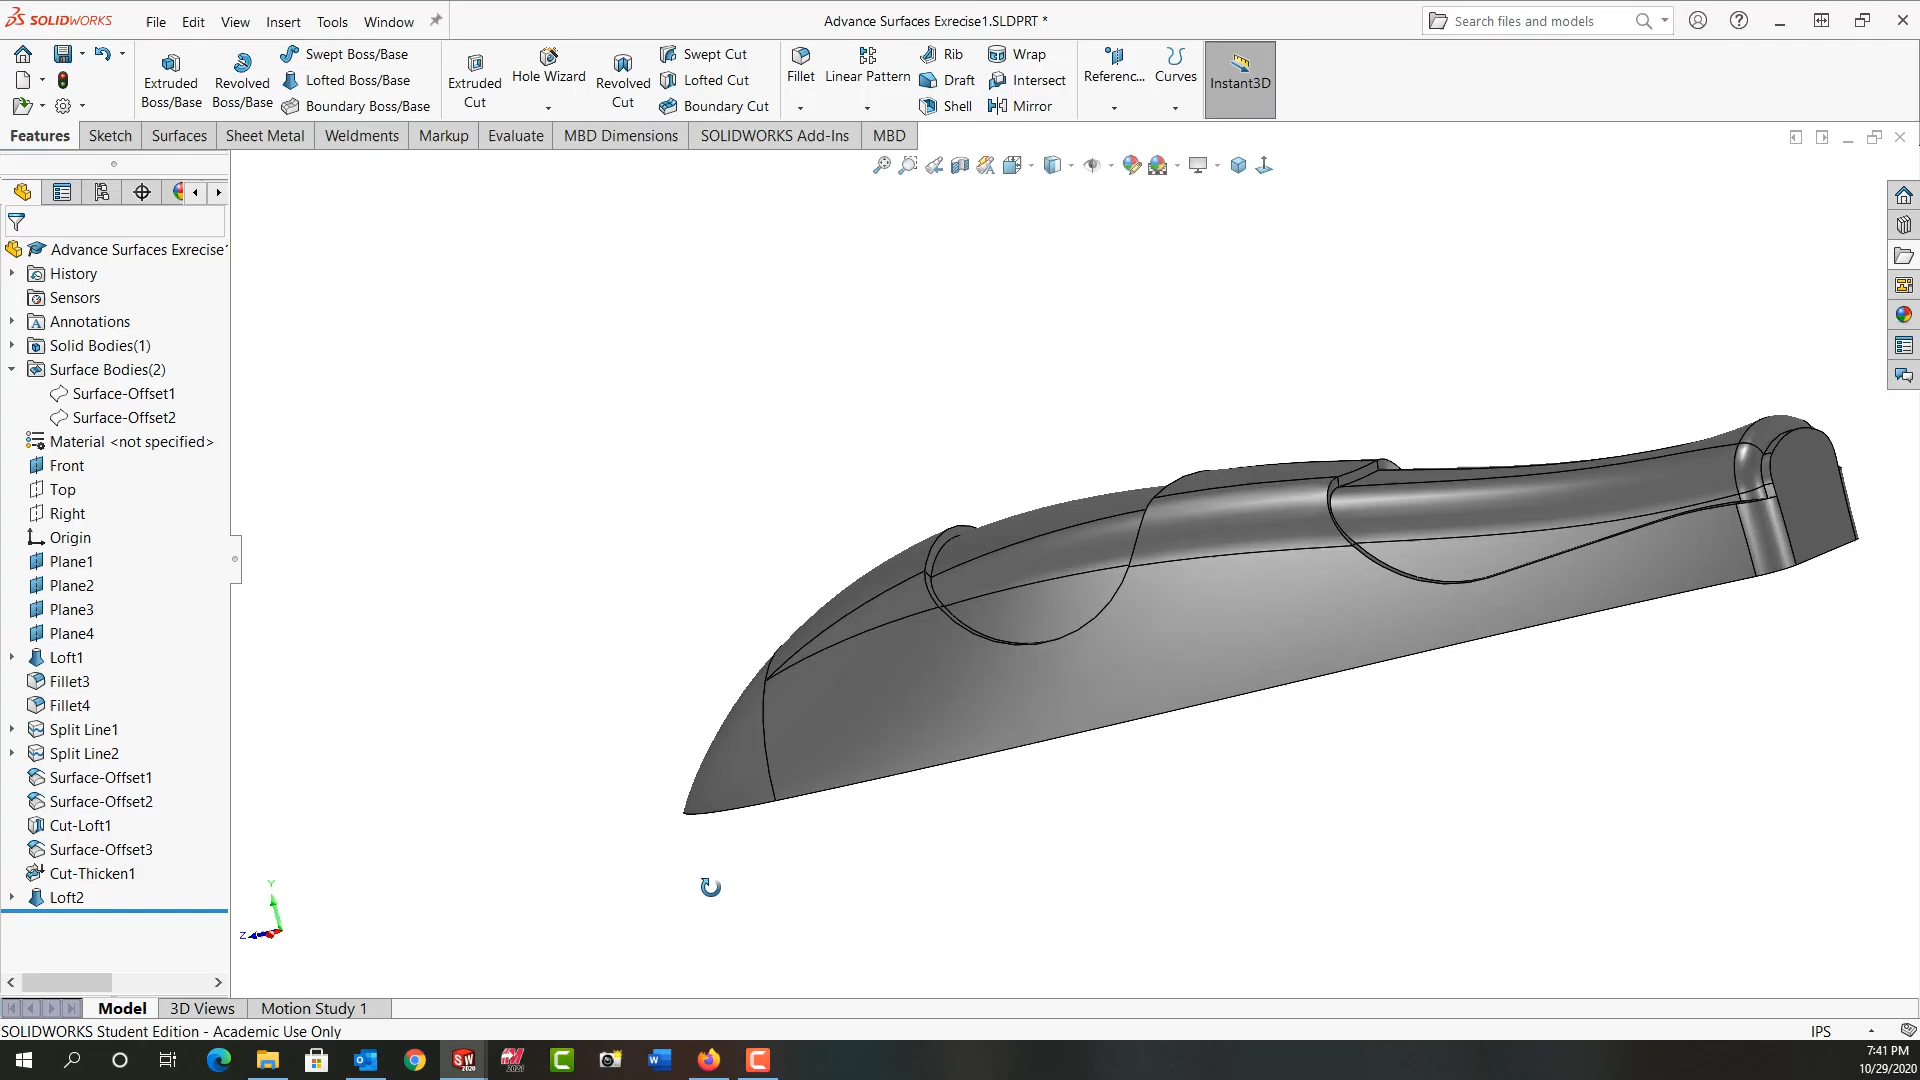 SOLIDWORKS File Edit View Insert Tools Window Advance Surfaces Exrecise1.SLDPRT * Search files and models
Extruded Boss/Base
Revolved Boss/Base
Swept Boss/Base
Lofted Boss/Base
Boundary Boss/Base
Extruded Cut
Hole Wizard
Revolved Cut
Swept Cut
Lofted Cut
Boundary Cut
Fillet
Linear Pattern
Rib
Draft
Shell
Wrap
Intersect
Mirror
Referenc...
Curves
Instant3D
Features Sketch Surfaces Sheet Metal Weldments Markup Evaluate MBD Dimensions SOLIDWORKS Add-Ins MBD
Advance Surfaces Exrecise1
History
Sensors
Annotations
Solid Bodies(1)
Surface Bodies(2)
Surface-Offset1
Surface-Offset2
Material <not specified>
Front
Top
Right
Origin
Plane1
Plane2
Plane3
Plane4
Loft1
Fillet3
Fillet4
Split Line1
Split Line2
Surface-Offset1
Surface-Offset2
Cut-Loft1
Surface-Offset3
Cut-Thicken1
Loft2
Y
Z
Model 3D Views Motion Study 1
SOLIDWORKS Student Edition - Academic Use Only IPS
7:41 PM
10/29/2020